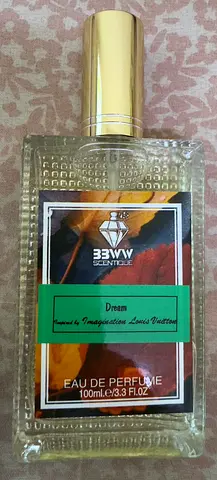 BBWW
SCENTIQUE
Dream
Inspired by Imagination Louis Vuitton
EAU DE PERFUME
100ml.e/3.3 Fl.OZ